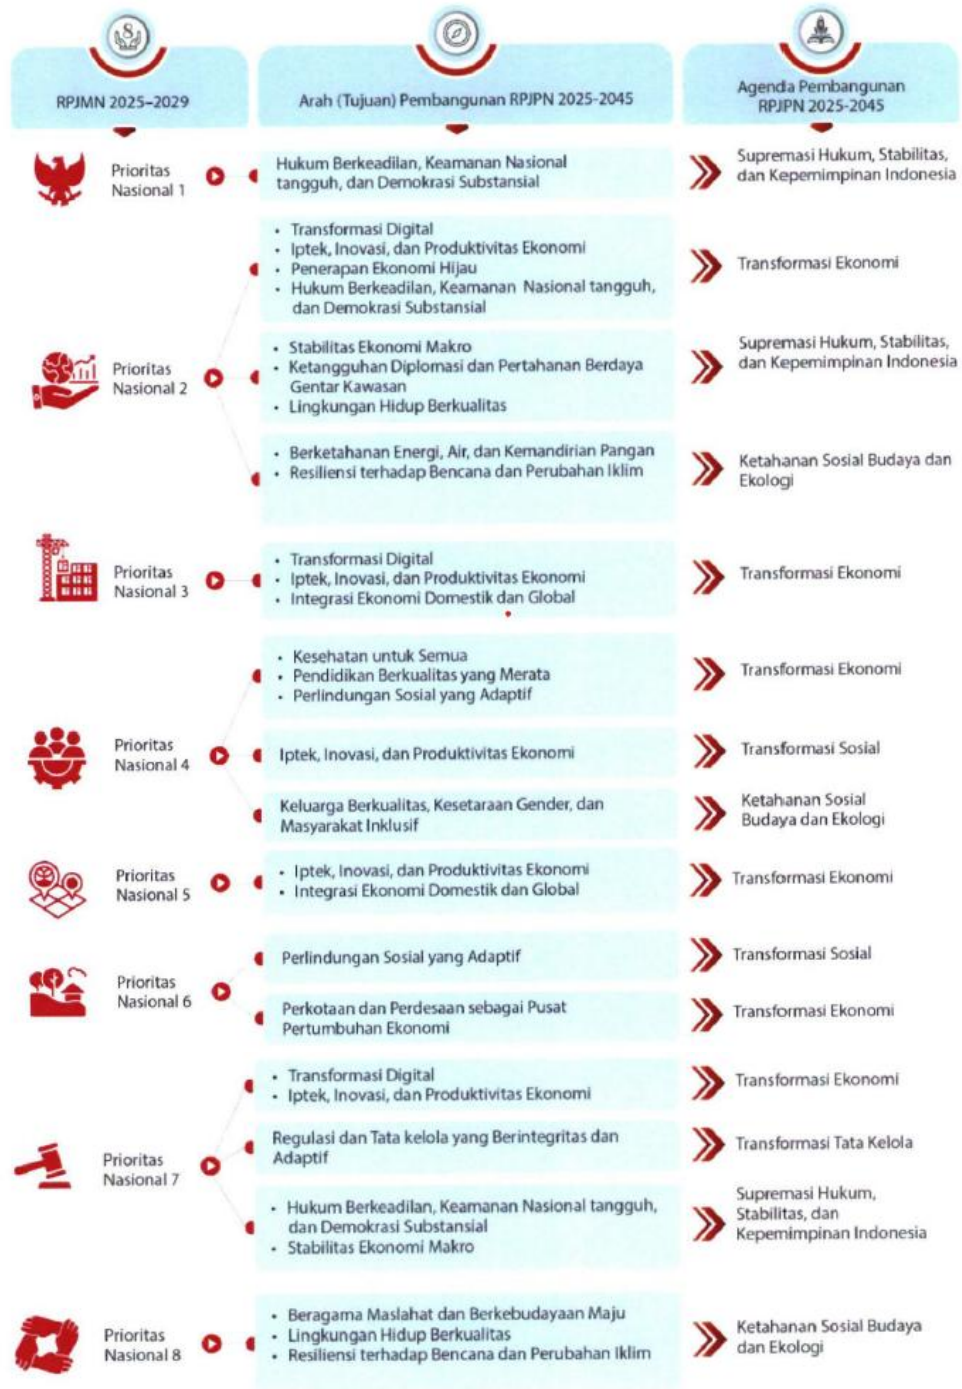 8
RPJMN 2025–2029
Arah (Tujuan) Pembangunan RPJPN 2025-2045
Agenda Pembangunan
RPJPN 2025-2045
Prioritas
Nasional 1
Hukum Berkeadilan, Keamanan Nasional
tangguh, dan Demokrasi Substansial
Supremasi Hukum, Stabilitas,
dan Kepemimpinan Indonesia
Prioritas
Nasional 2
• Transformasi Digital
• Iptek, Inovasi, dan Produktivitas Ekonomi
• Penerapan Ekonomi Hijau
• Hukum Berkeadilan, Keamanan Nasional tangguh,
dan Demokrasi Substansial
Transformasi Ekonomi
• Stabilitas Ekonomi Makro
• Ketangguhan Diplomasi dan Pertahanan Berdaya
Gentar Kawasan
• Lingkungan Hidup Berkualitas
Supremasi Hukum, Stabilitas,
dan Kepemimpinan Indonesia
• Berketahanan Energi, Air, dan Kemandirian Pangan
• Resiliensi terhadap Bencana dan Perubahan Iklim
Ketahanan Sosial Budaya dan
Ekologi
Prioritas
Nasional 3
• Transformasi Digital
• Iptek, Inovasi, dan Produktivitas Ekonomi
• Integrasi Ekonomi Domestik dan Global
Transformasi Ekonomi
Prioritas
Nasional 4
• Kesehatan untuk Semua
• Pendidikan Berkualitas yang Merata
• Perlindungan Sosial yang Adaptif
Transformasi Ekonomi
Iptek, Inovasi, dan Produktivitas Ekonomi
Transformasi Sosial
Keluarga Berkualitas, Kesetaraan Gender, dan
Masyarakat Inklusif
Ketahanan Sosial
Budaya dan Ekologi
Prioritas
Nasional 5
• Iptek, Inovasi, dan Produktivitas Ekonomi
• Integrasi Ekonomi Domestik dan Global
Transformasi Ekonomi
Prioritas
Nasional 6
Perlindungan Sosial yang Adaptif
Transformasi Sosial
Perkotaan dan Perdesaan sebagai Pusat
Pertumbuhan Ekonomi
Transformasi Ekonomi
Prioritas
Nasional 7
• Transformasi Digital
• Iptek, Inovasi, dan Produktivitas Ekonomi
Transformasi Ekonomi
Regulasi dan Tata kelola yang Berintegritas dan
Adaptif
Transformasi Tata Kelola
• Hukum Berkeadilan, Keamanan Nasional tangguh,
dan Demokrasi Substansial
• Stabilitas Ekonomi Makro
Supremasi Hukum,
Stabilitas, dan
Kepemimpinan Indonesia
Prioritas
Nasional 8
• Beragama Maslahat dan Berkebudayaan Maju
• Lingkungan Hidup Berkualitas
• Resiliensi terhadap Bencana dan Perubahan Iklim
Ketahanan Sosial Budaya
dan Ekologi